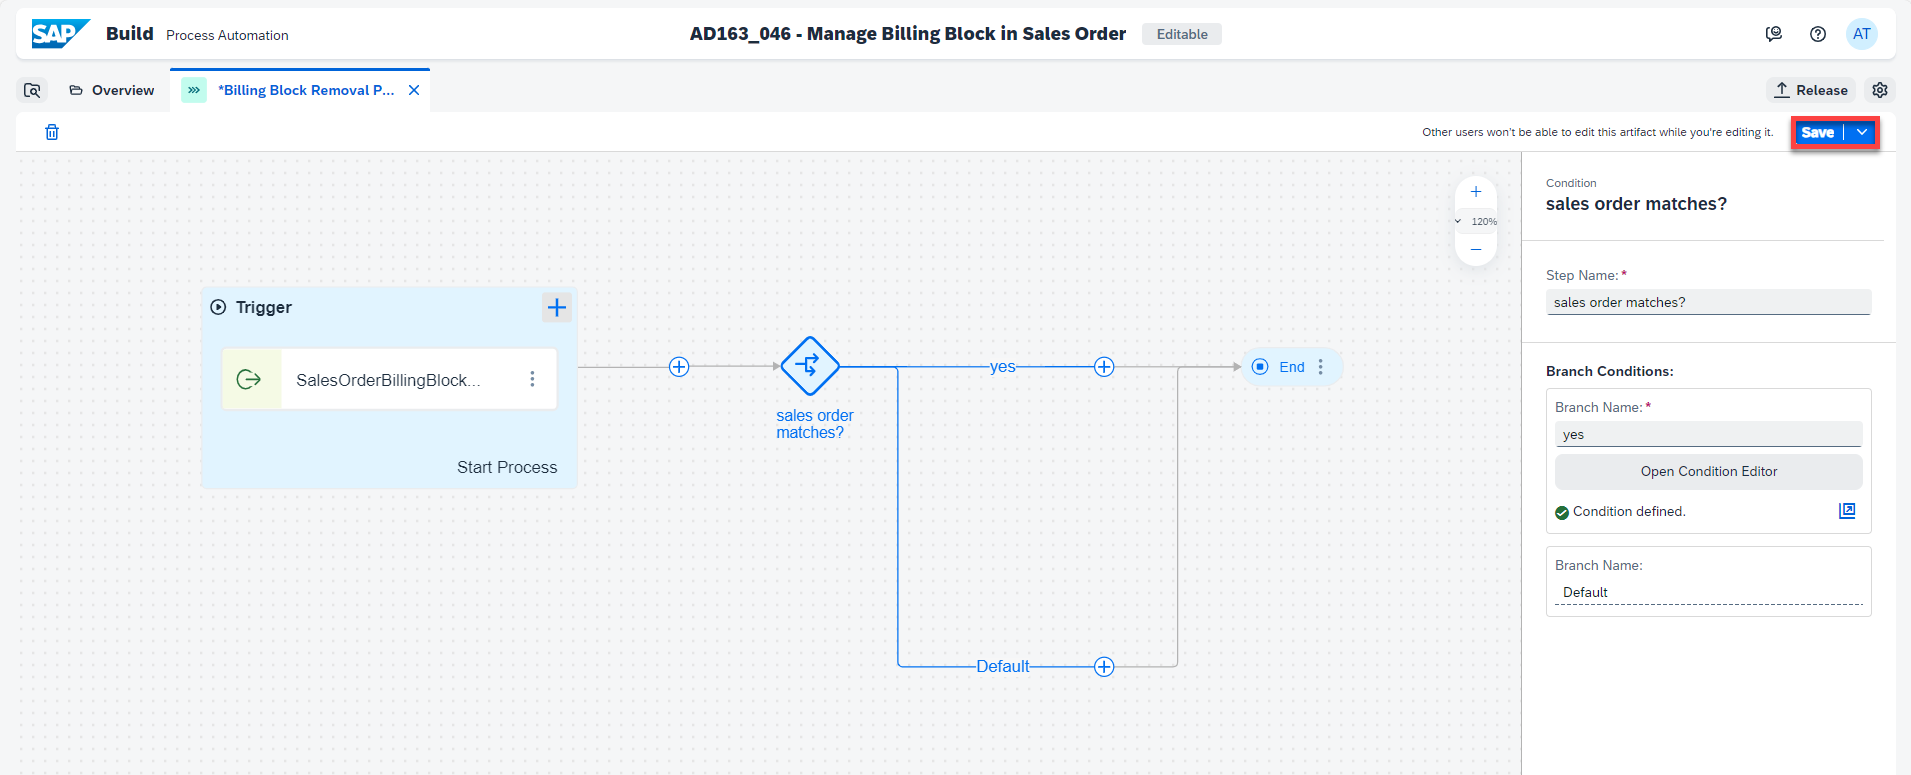 SAP Build Process Automation
AD163_046 - Manage Billing Block in Sales Order Editable
AT
Overview
*Billing Block Removal P...
Release
Other users won't be able to edit this artifact while you're editing it.
Save
120%
Trigger
SalesOrderBillingBlock...
Start Process
sales order
matches?
yes
Default
End
Condition
sales order matches?
Step Name: *
sales order matches?
Branch Conditions:
Branch Name: *
yes
Open Condition Editor
Condition defined.
Branch Name:
Default